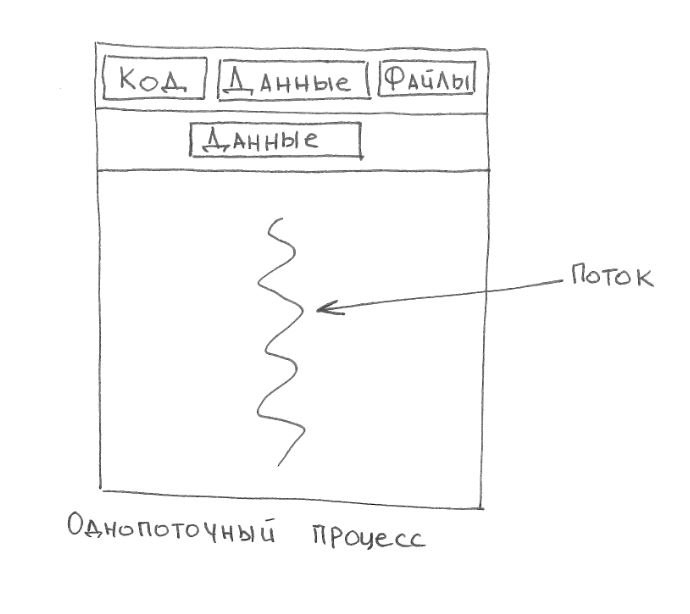 Код Данные Файлы
Данные
Поток
Однопоточный процесс